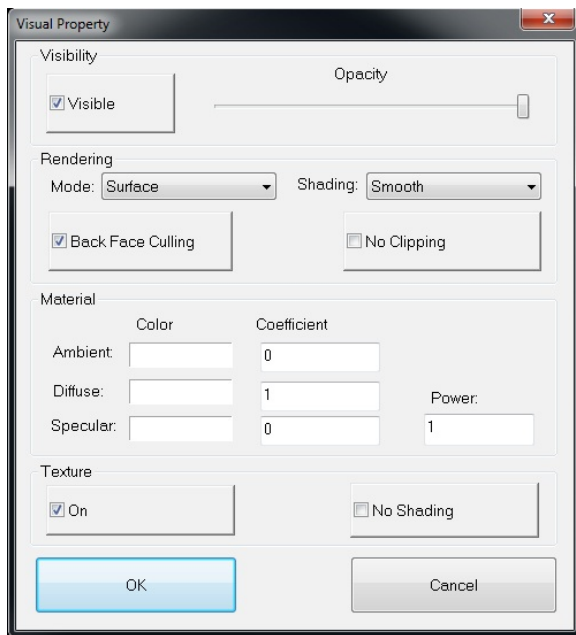 Visual Property
Visibility
Visible
Opacity
Rendering
Mode: Surface
Shading: Smooth
Back Face Culling
No Clipping
Material
Color Coefficient
Ambient: 0
Diffuse: 1
Power:
Specular: 0 1
Texture
On
No Shading
OK Cancel